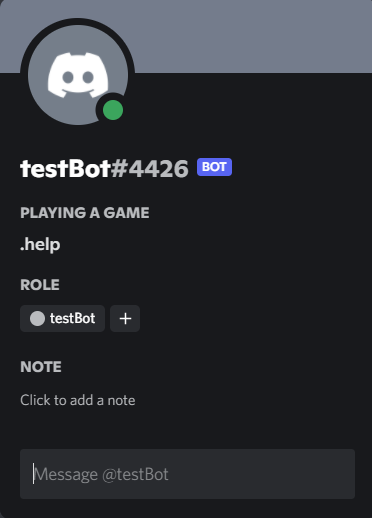 testBot#4426 BOT
PLAYING A GAME
.help
ROLE
testBot +
NOTE
Click to add a note
Message @testBot